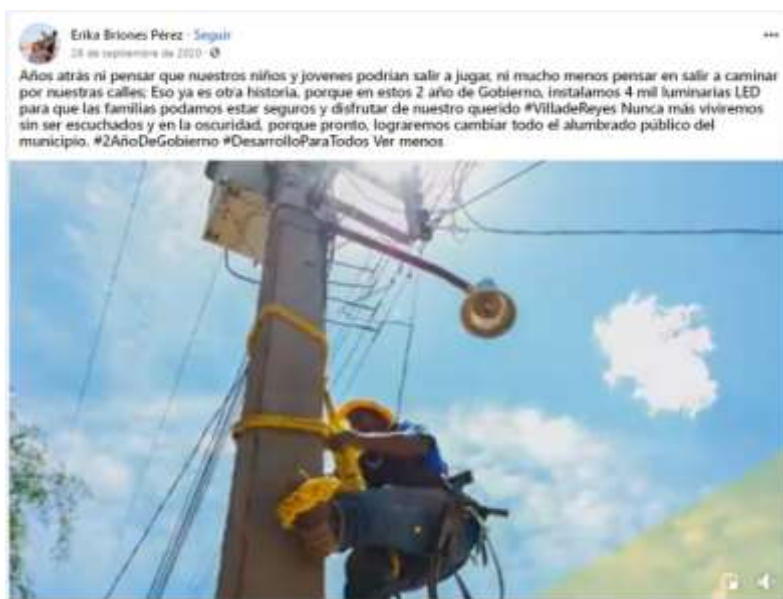 Erika Briones Pérez · Seguir
28 de septiembre de 2020 ·
Años atrás ni pensar que nuestros niños y jovenes podrían salir a jugar, ni mucho menos pensar en salir a caminar
por nuestras calles; Eso ya es otra historia, porque en estos 2 año de Gobierno, instalamos 4 mil luminarias LED
para que las familias podamos estar seguros y disfrutar de nuestro querido #VilladeReyes Nunca más viviremos
sin ser escuchados y en la oscuridad, porque pronto, lograremos cambiar todo el alumbrado público del
municipio. #2AñoDeGobierno #DesarrolloParaTodos Ver menos